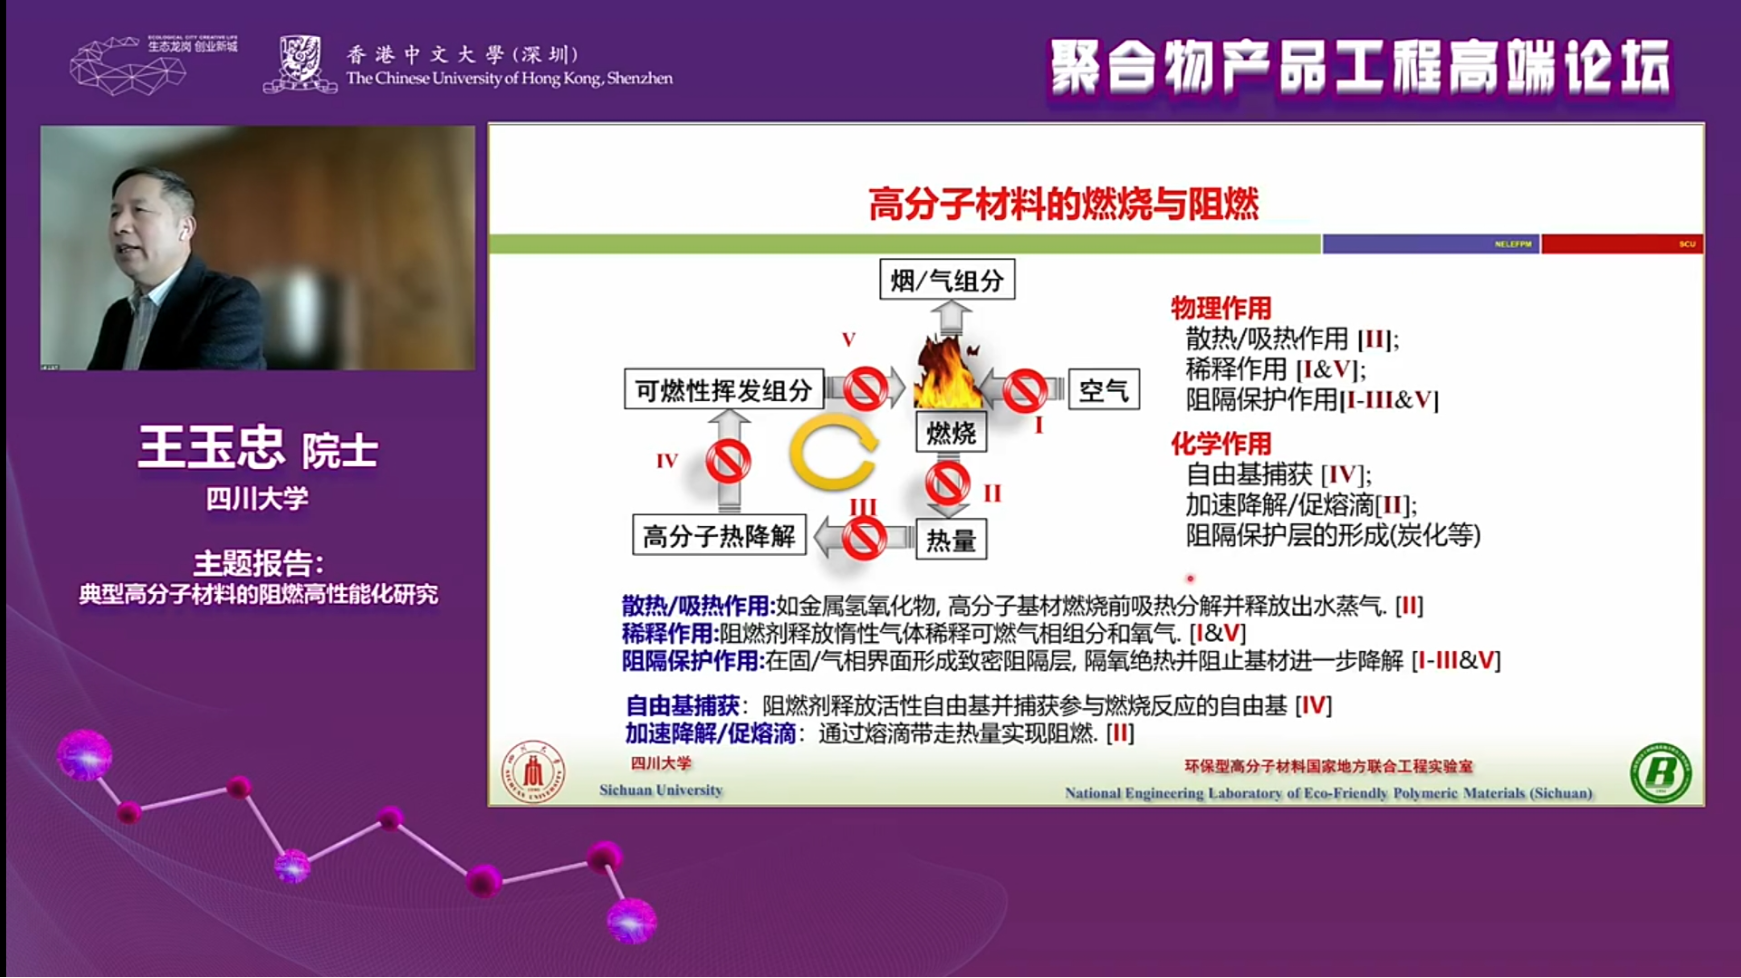 ECOLOGICAL CITY CREATIVE LIFE
生态龙岗 创业新城
香港中文大學(深圳)
The Chinese University of Hong Kong, Shenzhen
聚合物产品工程高端论坛
王玉忠 院士
四川大学
主题报告：
典型高分子材料的阻燃高性能化研究
高分子材料的燃烧与阻燃
NELEFPM
SCU
烟/气组分
V
可燃性挥发组分
空气
I
燃烧
IV
II
III
高分子热降解
热量
物理作用
散热/吸热作用 [II];
稀释作用 [I&V];
阻隔保护作用[I-III&V]
化学作用
自由基捕获 [IV];
加速降解/促熔滴[II];
阻隔保护层的形成(炭化等)
散热/吸热作用:如金属氢氧化物, 高分子基材燃烧前吸热分解并释放出水蒸气. [II]
稀释作用:阻燃剂释放惰性气体稀释可燃气相组分和氧气. [I&V]
阻隔保护作用:在固/气相界面形成致密阻隔层, 隔氧绝热并阻止基材进一步降解 [I-III&V]
自由基捕获：阻燃剂释放活性自由基并捕获参与燃烧反应的自由基 [IV]
加速降解/促熔滴：通过熔滴带走热量实现阻燃. [II]
四川大学
Sichuan University
环保型高分子材料国家地方联合工程实验室
National Engineering Laboratory of Eco-Friendly Polymeric Materials (Sichuan)